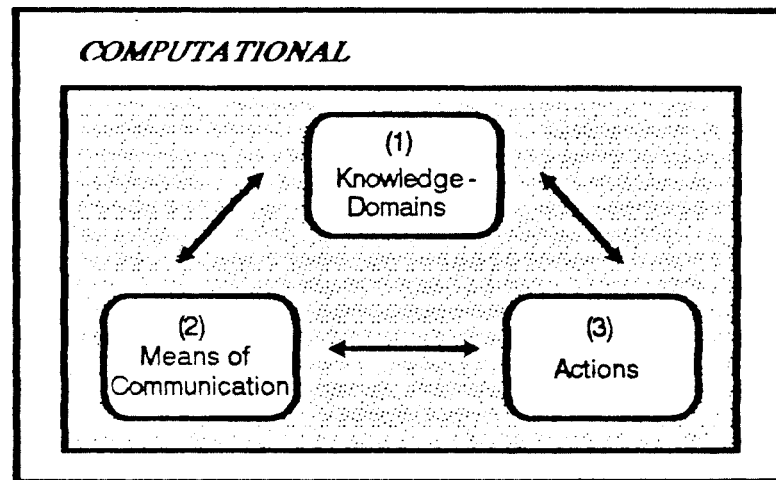 COMPUTATIONAL
(1)
Knowledge-
Domains
(2)
Means of
Communication
(3)
Actions